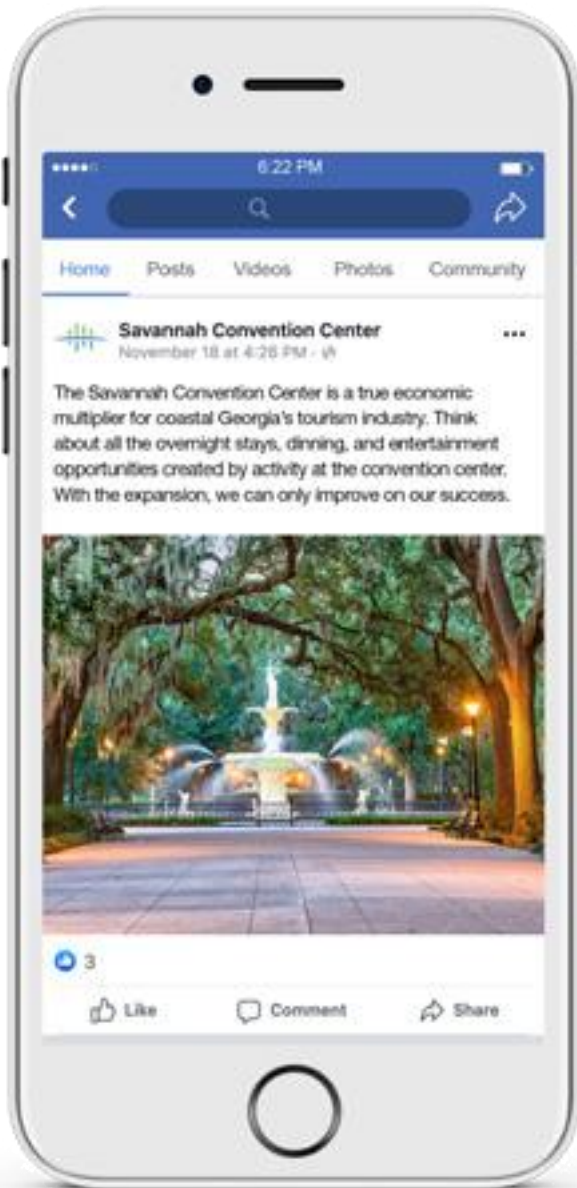 6:22 PM
Home Posts Videos Photos Community
Savannah Convention Center
November 18 at 4:26 PM
The Savannah Convention Center is a true economic
multiplier for coastal Georgia's tourism industry. Think
about all the overnight stays, dinning, and entertainment
opportunities created by activity at the convention center.
With the expansion, we can only improve on our success.
3
Like Comment Share